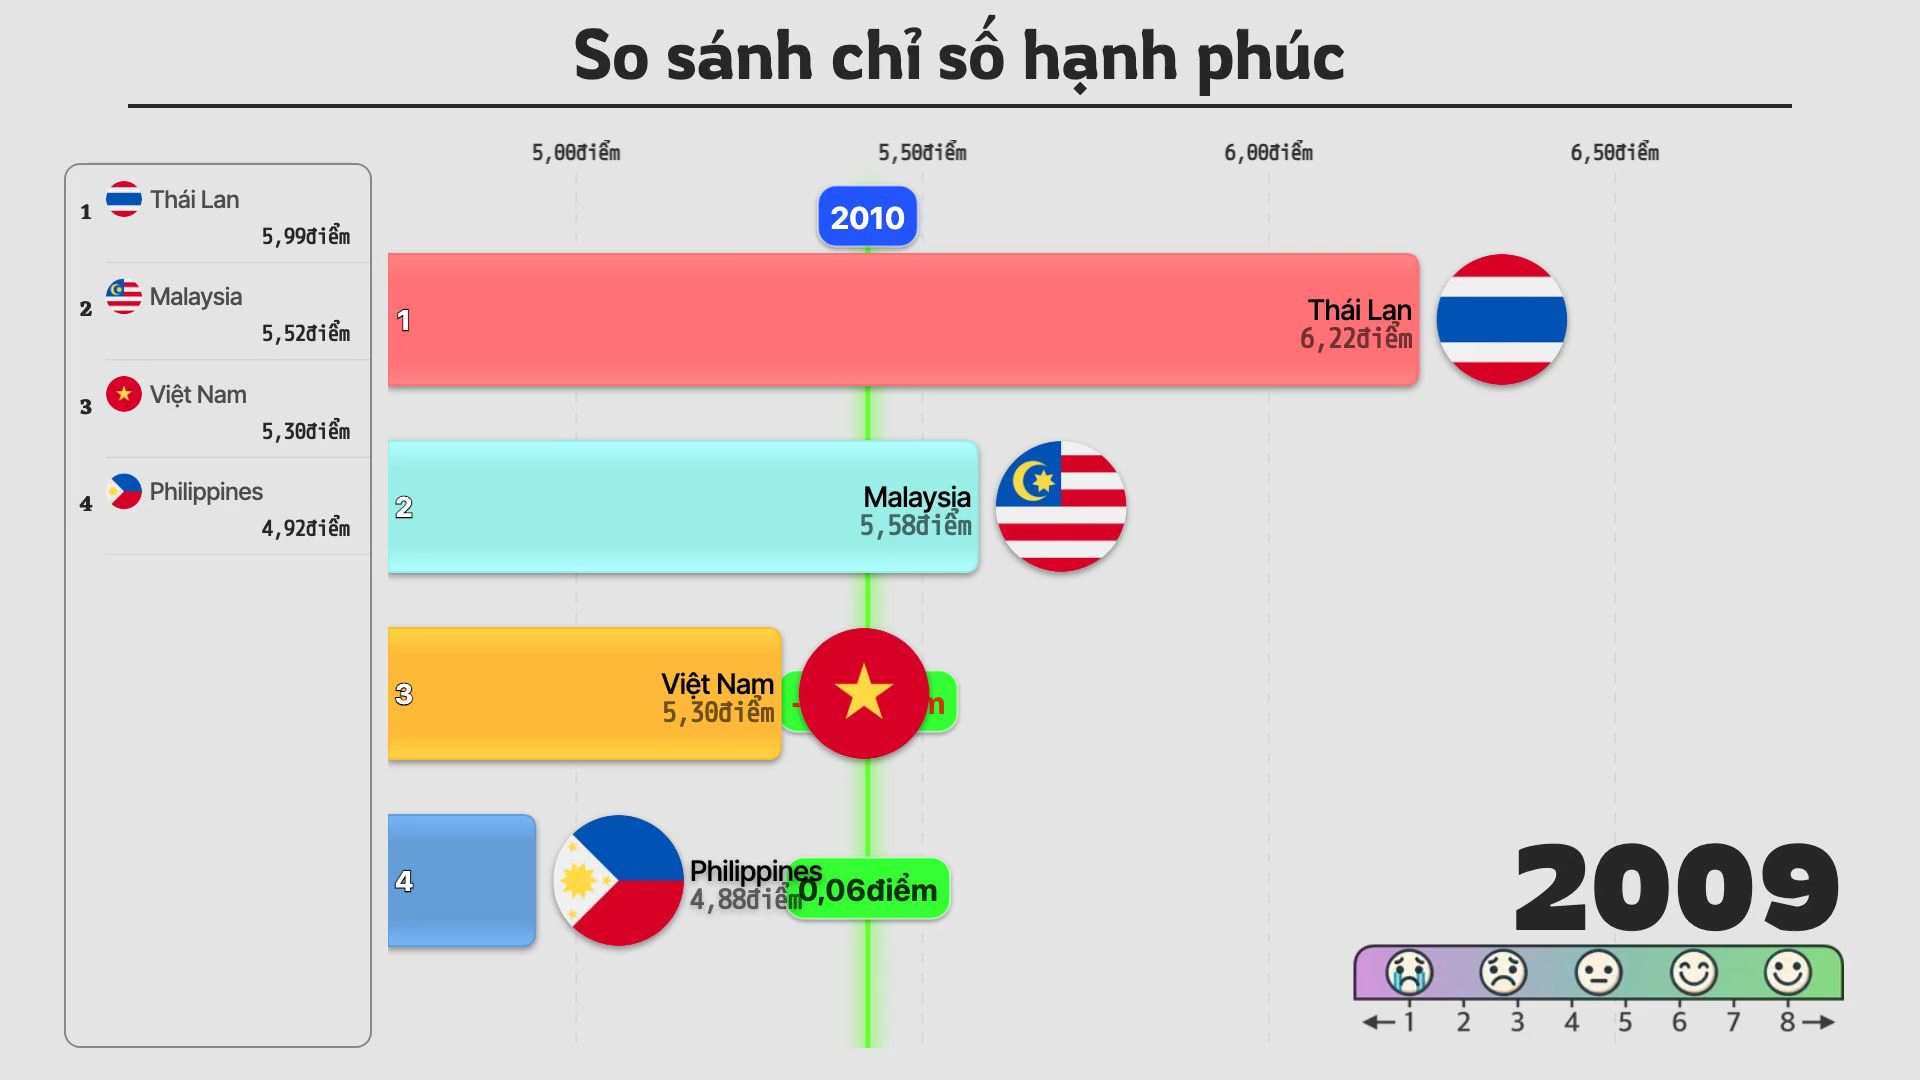 So sánh chỉ số hạnh phúc
5,00điểm 5,50điểm 6,00điểm 6,50điểm
1 Thái Lan
5,99điểm
2 Malaysia
5,52điểm
3 Việt Nam
5,30điểm
4 Philippines
4,92điểm
2010
1 Thái Lan
6,22điểm
2 Malaysia
5,58điểm
3 Việt Nam
5,30điểm
4 Philippines
4,88điểm
0,06điểm
2009
1 2 3 4 5 6 7 8